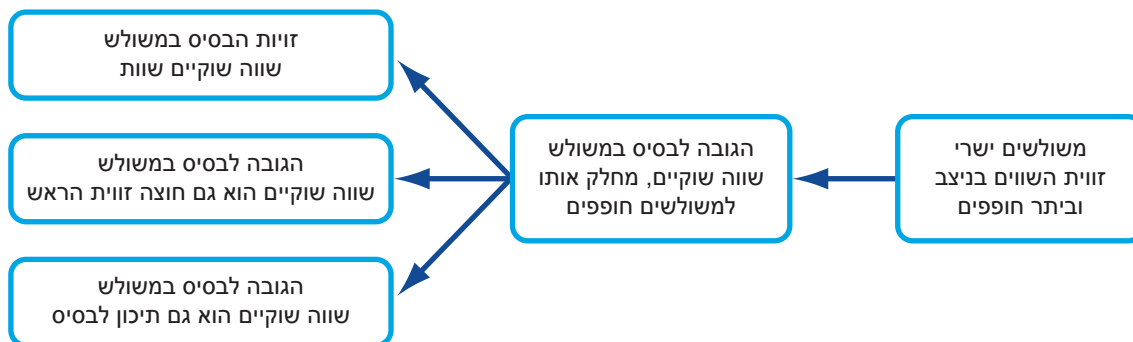 משולשים ישרי
זווית השווים בניצב
וביתר חופפים
הגובה לבסיס במשולש
שווה שוקיים, מחלק אותו
למשולשים חופפים
זויות הבסיס במשולש
שווה שוקיים שוות
הגובה לבסיס במשולש
שווה שוקיים הוא גם חוצה זווית הראש
הגובה לבסיס במשולש
שווה שוקיים הוא גם תיכון לבסיס